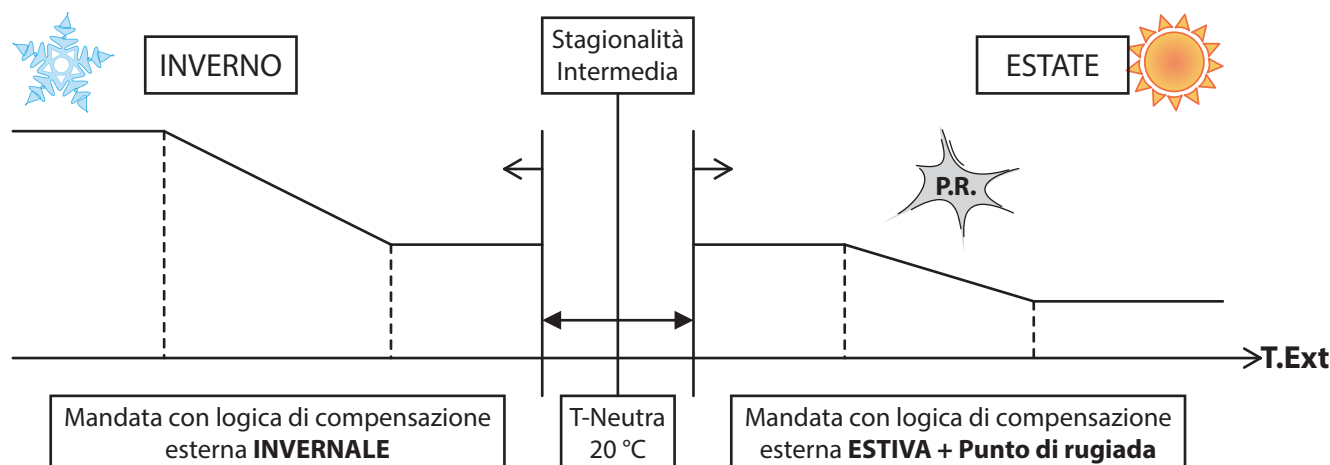 INVERNO
Stagionalità
Intermedia
ESTATE
P.R.
T.Ext
Mandata con logica di compensazione
esterna INVERNALE
T-Neutra
20 °C
Mandata con logica di compensazione
esterna ESTIVA + Punto di rugiada